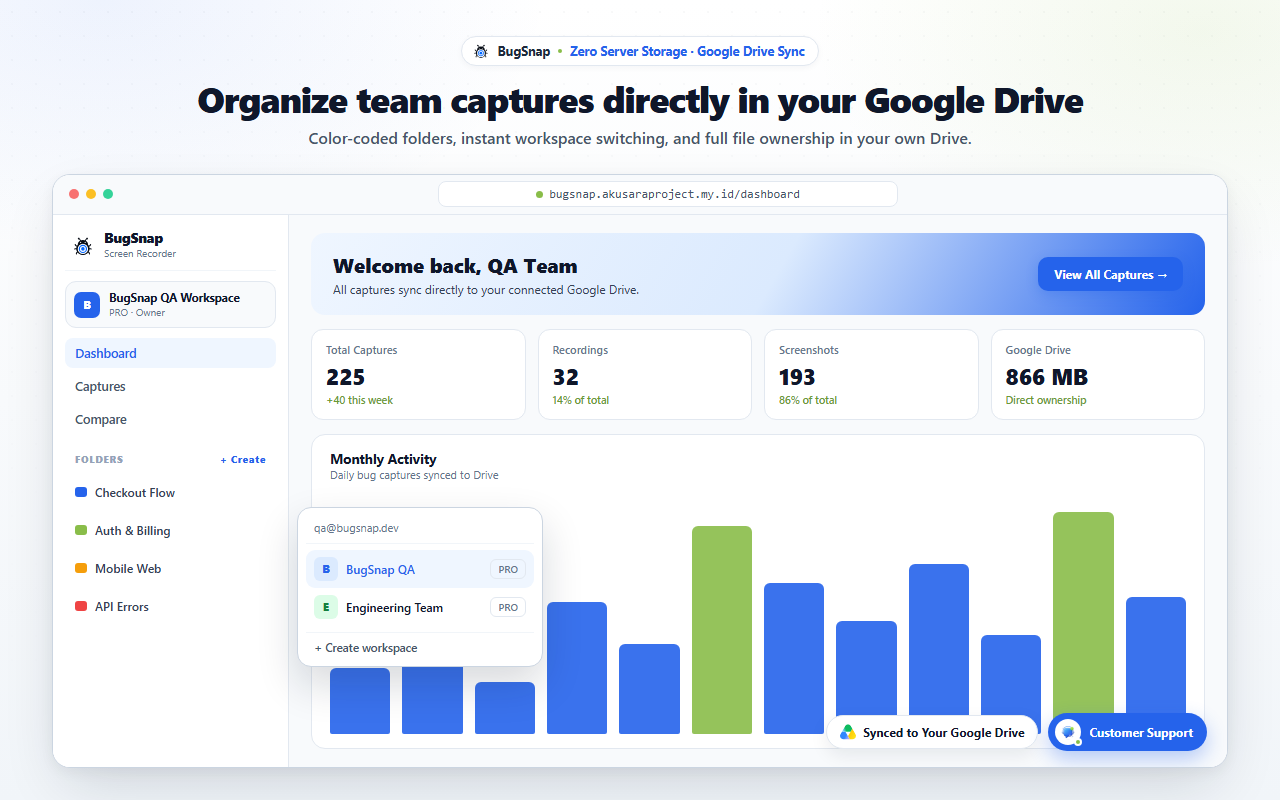 BugSnap • Zero Server Storage · Google Drive Sync
Organize team captures directly in your Google Drive
Color-coded folders, instant workspace switching, and full file ownership in your own Drive.
bugsnap.akusaraproject.my.id/dashboard
BugSnap
Screen Recorder
B
BugSnap QA Workspace
PRO · Owner
Dashboard
Captures
Compare
FOLDERS
+ Create
Checkout Flow
Auth & Billing
Mobile Web
API Errors
Welcome back, QA Team
All captures sync directly to your connected Google Drive.
View All Captures →
Total Captures
225
+40 this week
Recordings
32
14% of total
Screenshots
193
86% of total
Google Drive
866 MB
Direct ownership
Monthly Activity
Daily bug captures synced to Drive
qa@bugsnap.dev
B BugSnap QA PRO
E Engineering Team PRO
+ Create workspace
Synced to Your Google Drive
Customer Support